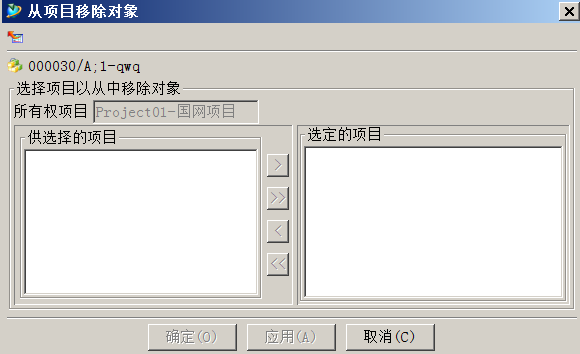 从项目移除对象
000030/A;1-qwq
选择项目以从中移除对象
所有权项目 Project01-国网项目
供选择的项目
选定的项目
>
>>
<
<<
确定(O) 应用(A) 取消(C)